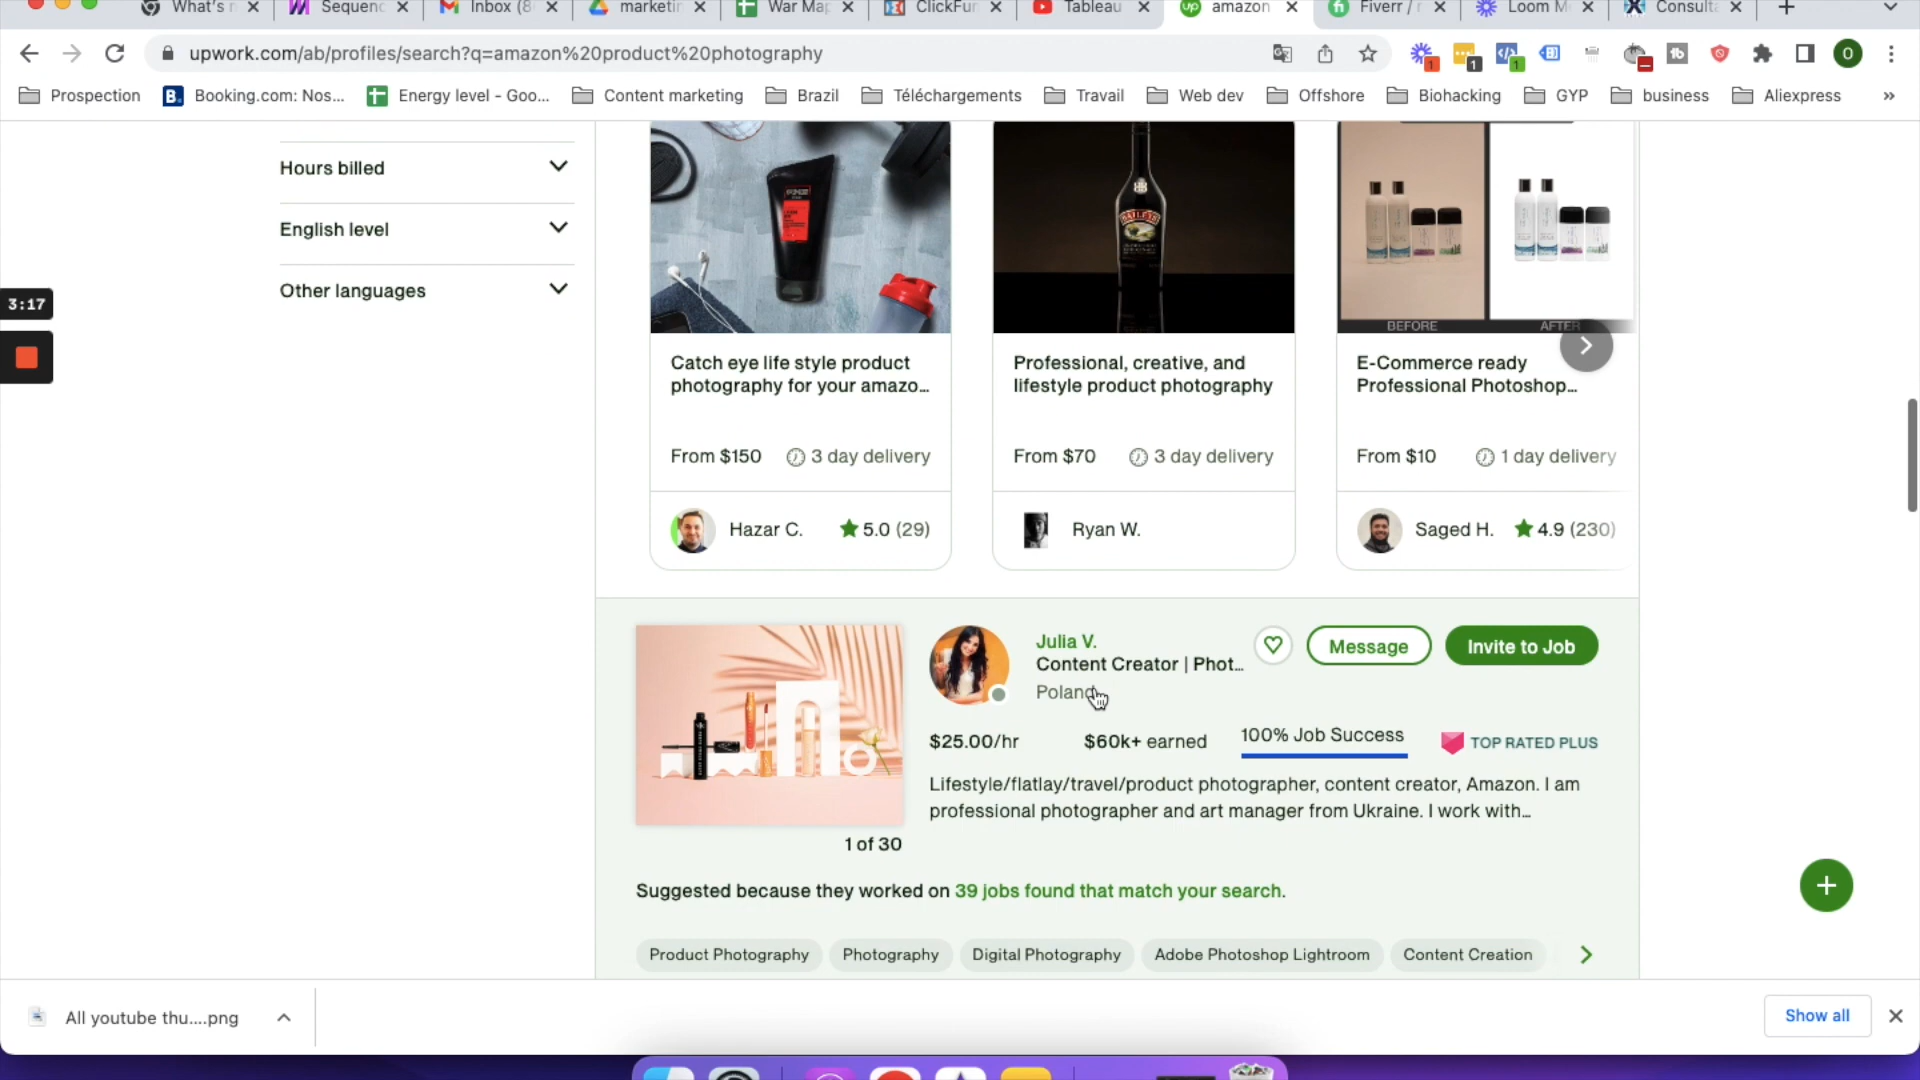 What's
Sequenc
Inbox (8
marketin
War Map
ClickFun
Tableau
amazon
Fiverr /
Loom M
Consulta
upwork.com/ab/profiles/search?q=amazon%20product%20photography
Prospection
Booking.com: Nos...
Energy level - Goo...
Content marketing
Brazil
Téléchargements
Travail
Web dev
Offshore
Biohacking
GYP
business
Aliexpress
»
Hours billed
English level
Other languages
3:17
BAILEYS
BEFORE
AFTER
Catch eye life style product
photography for your amazo...
From $150
3 day delivery
Hazar C.
5.0 (29)
Professional, creative, and
lifestyle product photography
From $70
3 day delivery
Ryan W.
E-Commerce ready
Professional Photoshop...
From $10
1 day delivery
Saged H.
4.9 (230)
Julia V.
Content Creator | Phot...
Poland
Message
Invite to Job
$25.00/hr
$60k+ earned
100% Job Success
TOP RATED PLUS
Lifestyle/flatlay/travel/product photographer, content creator, Amazon. I am
professional photographer and art manager from Ukraine. I work with...
1 of 30
Suggested because they worked on 39 jobs found that match your search.
Product Photography
Photography
Digital Photography
Adobe Photoshop Lightroom
Content Creation
All youtube thu....png
Show all